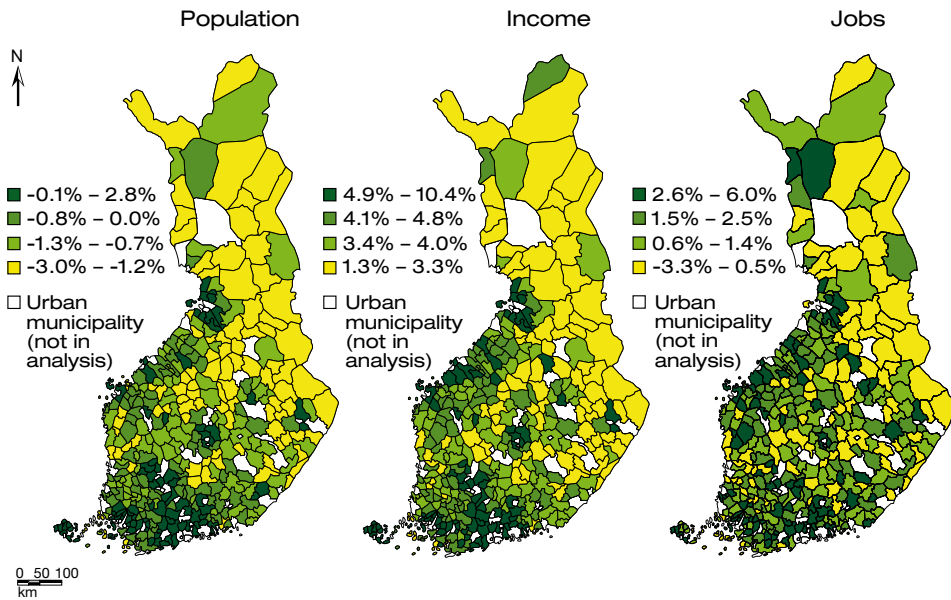 Population
Income
Jobs
N
-0.1% – 2.8%
-0.8% – 0.0%
-1.3% – -0.7%
-3.0% – -1.2%
Urban
municipality
(not in
analysis)
4.9% – 10.4%
4.1% – 4.8%
3.4% – 4.0%
1.3% – 3.3%
Urban
municipality
(not in
analysis)
2.6% – 6.0%
1.5% – 2.5%
0.6% – 1.4%
-3.3% – 0.5%
Urban
municipality
(not in
analysis)
0 50 100
km